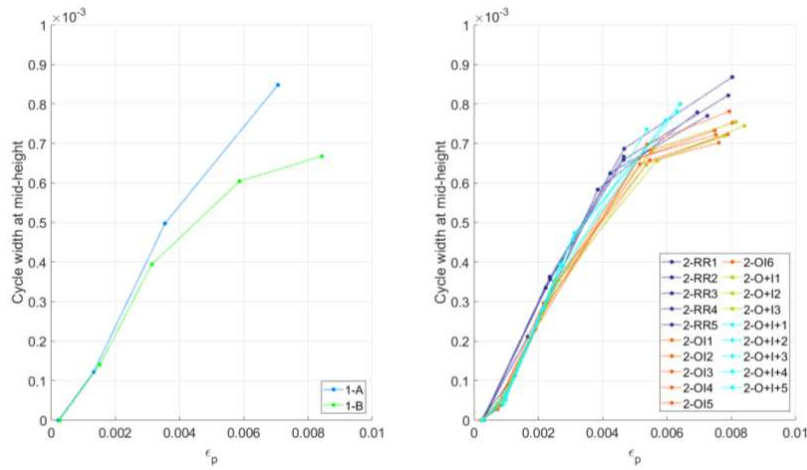 ×10⁻³
1
0.9
0.8
0.7
0.6
0.5
0.4
0.3
0.2
0.1
0
Cycle width at mid-height
0 0.002 0.004 0.006 0.008 0.01
ϵp
1-A
1-B
×10⁻³
1
0.9
0.8
0.7
0.6
0.5
0.4
0.3
0.2
0.1
0
Cycle width at mid-height
0 0.002 0.004 0.006 0.008 0.01
ϵp
2-RR1 2-OI6
2-RR2 2-O+I1
2-RR3 2-O+I2
2-RR4 2-O+I3
2-RR5 2-O+I+1
2-OI1 2-O+I+2
2-OI2 2-O+I+3
2-OI3 2-O+I+4
2-OI4 2-O+I+5
2-OI5